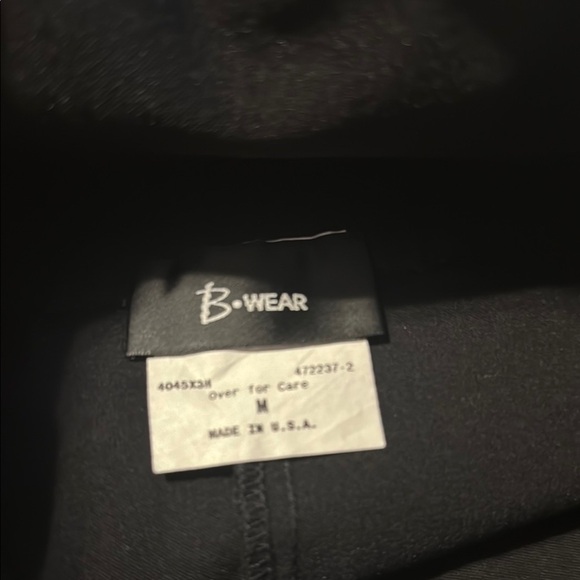 B•WEAR
4045X3H 472237-2
Over for Care
M
MADE IN U.S.A.